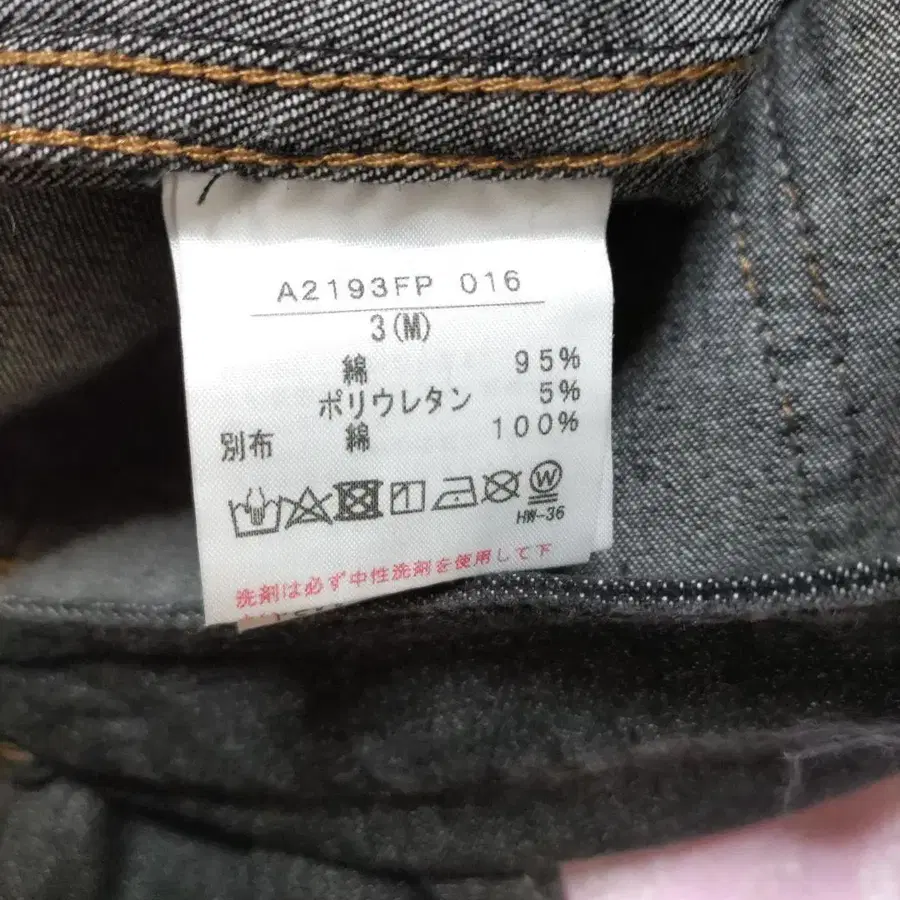 A2193FP 016
3(M)
綿 95%
ポリウレタン 5%
別布 綿 100%
W
HW-36
洗剤は必ず中性洗剤を使用して下